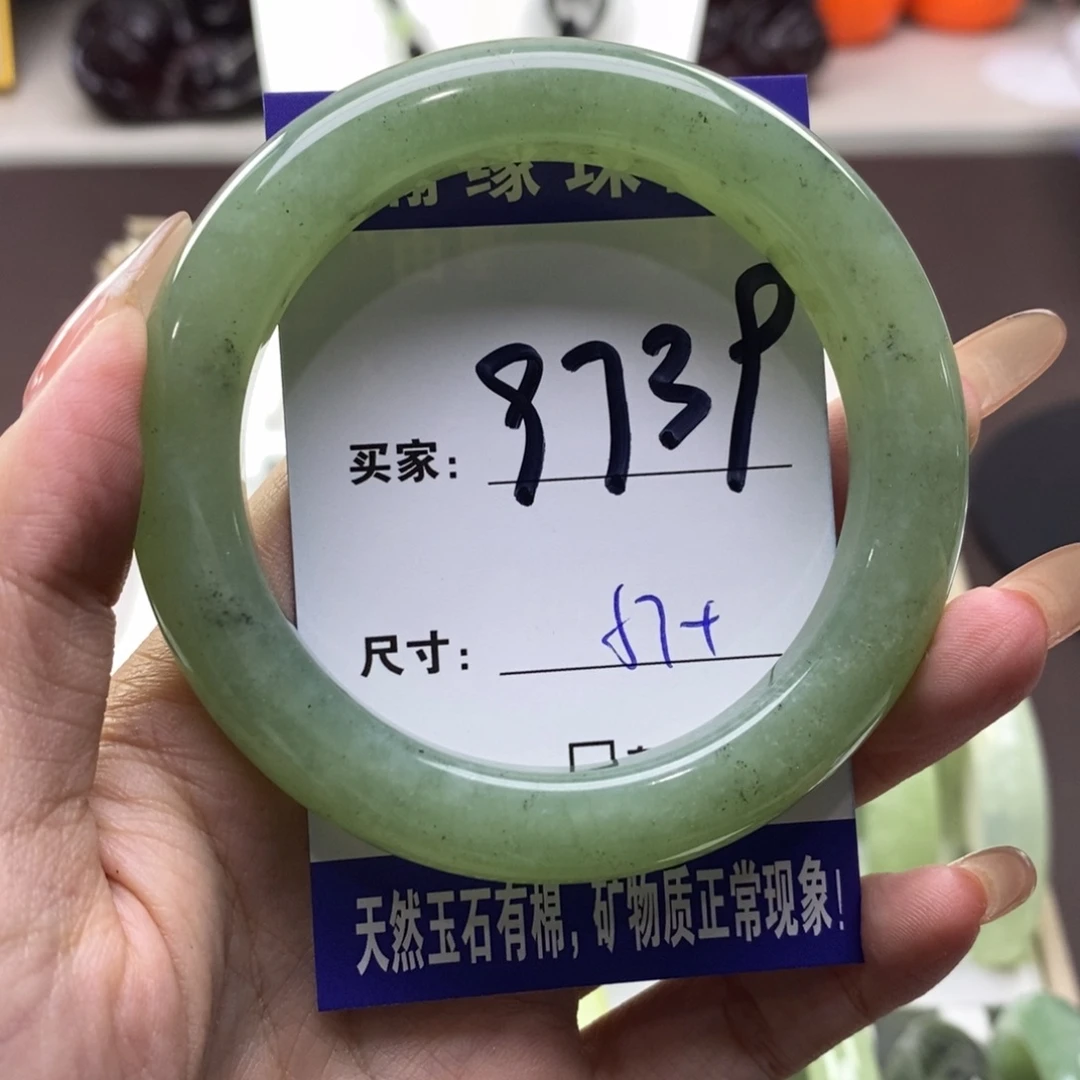 缘珠
买家: 9739
尺寸: 57+
天然玉石有棉, 矿物质正常现象!